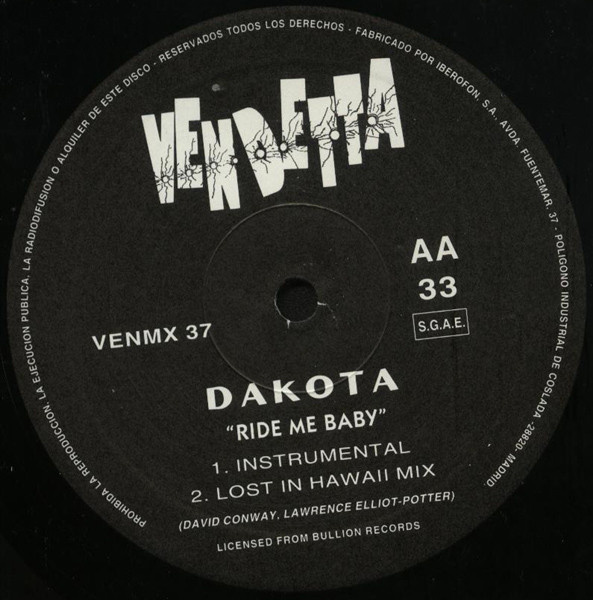 PROHIBIDA LA REPRODUCCION, LA EJECUCION PUBLICA, LA RADIODIFUSION O ALQUILER DE ESTE DISCO - RESERVADOS TODOS LOS DERECHOS - FABRICADO POR IBEROFON, S.A., AVDA. FUENTEMAR, 37 - POLIGONO INDUSTRIAL DE COSLADA - 28820 - MADRID
VENDETTA
AA
33
S.G.A.E.
VENMX 37
DAKOTA
"RIDE ME BABY"
1. INSTRUMENTAL
2. LOST IN HAWAII MIX
(DAVID CONWAY, LAWRENCE ELLIOT-POTTER)
LICENSED FROM BULLION RECORDS